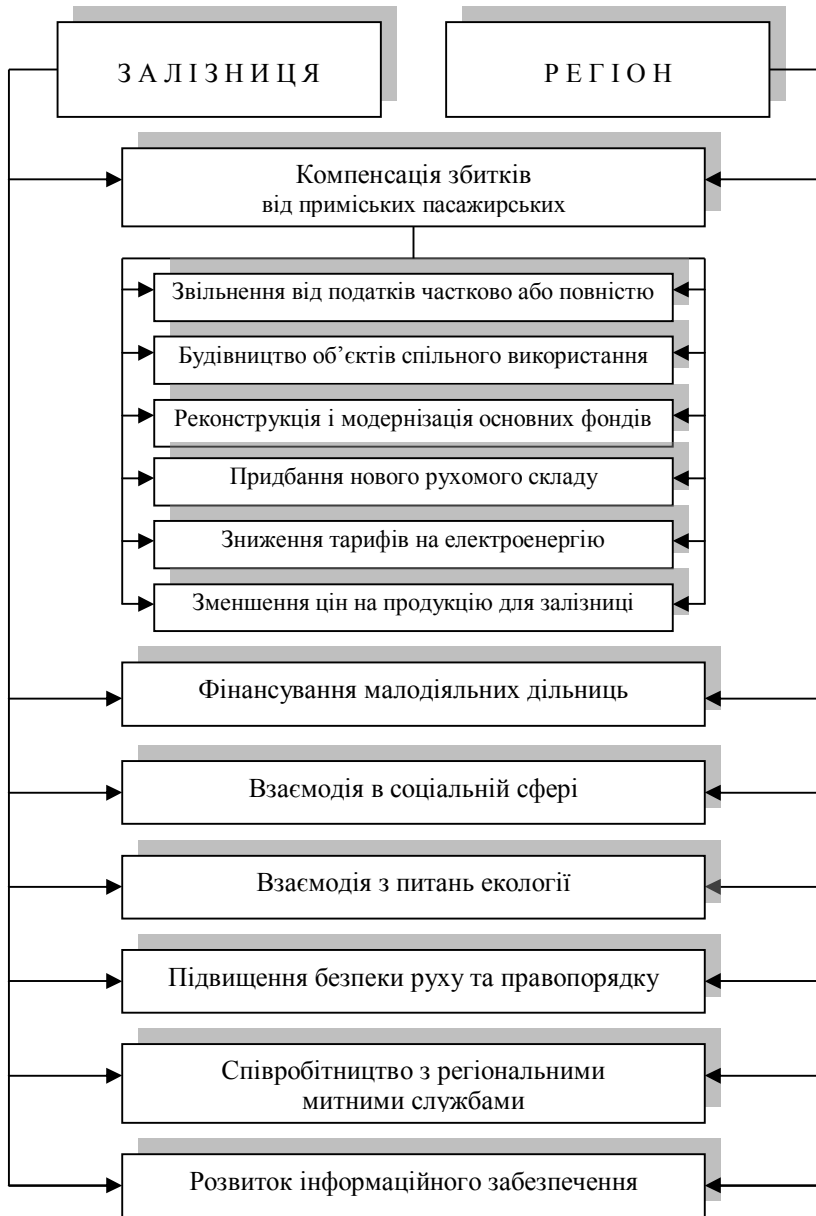 ЗАЛІЗНИЦЯ
РЕГІОН
Компенсація збитків
від приміських пасажирських
Звільнення від податків частково або повністю
Будівництво об’єктів спільного використання
Реконструкція і модернізація основних фондів
Придбання нового рухомого складу
Зниження тарифів на електроенергію
Зменшення цін на продукцію для залізниці
Фінансування малодіяльних дільниць
Взаємодія в соціальній сфері
Взаємодія з питань екології
Підвищення безпеки руху та правопорядку
Співробітництво з регіональними
митними службами
Розвиток інформаційного забезпечення